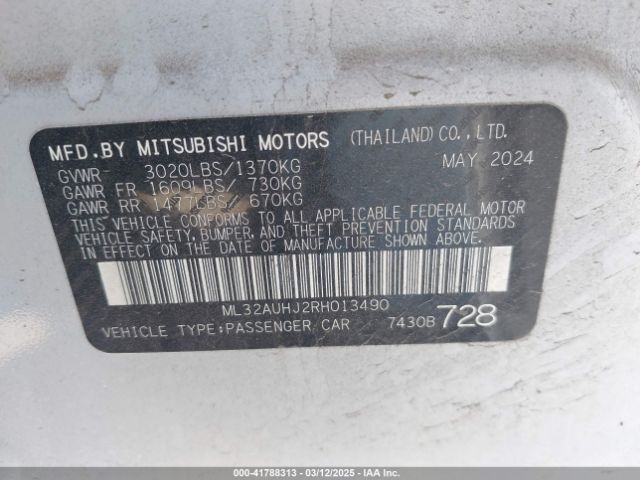 MFD.BY MITSUBISHI MOTORS (THAILAND) CO.,LTD.
GVWR 3020LBS/1370KG MAY 2024
GAWR FR 1609LBS/ 730KG
GAWR RR 1477LBS/ 670KG
THIS VEHICLE CONFORMS TO ALL APPLICABLE FEDERAL MOTOR
VEHICLE SAFETY, BUMPER, AND THEFT PREVENTION STANDARDS
IN EFFECT ON THE DATE OF MANUFACTURE SHOWN ABOVE.
ML32AUHJ2RH013490
VEHICLE TYPE:PASSENGER CAR 7430B 728
000-41788313 - 03/12/2025 - IAAI.COM